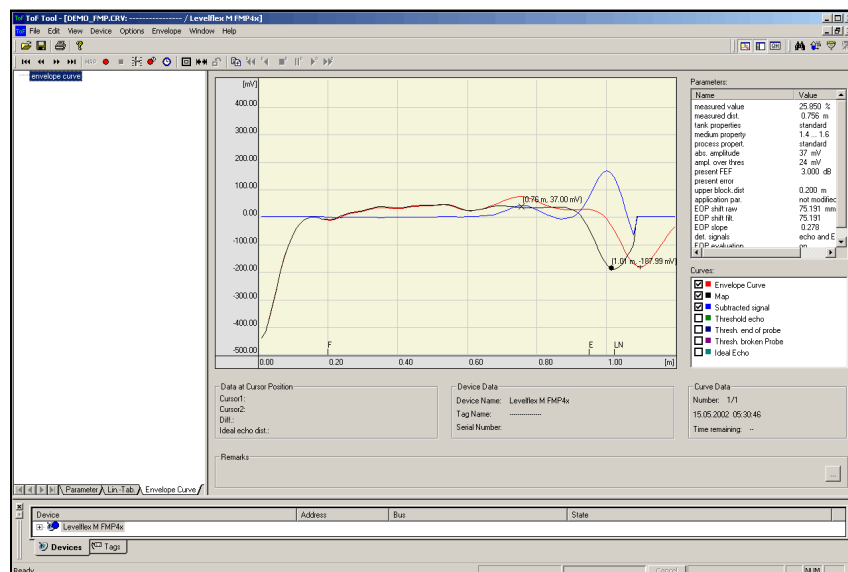 ToF Tool - [DEMO_FMP.CRV: --------------- / Levelflex M FMP4x]
File Edit View Device Options Envelope Window Help
envelope curve
[mV]
400.00
300.00
200.00
100.00
0.00
-100.00
-200.00
-300.00
-400.00
-500.00
(0.76 m, 37.00 mV)
(1.01 m, -187.99 mV)
F E LN
0.00 0.20 0.40 0.60 0.80 1.00 [m]
Parameters:
Name Value
measured value 25.850 %
measured dist. 0.756 m
tank properties standard
medium property 1.4 ... 1.6
process propert. standard
abs. amplitude 37 mV
ampl. over thres 24 mV
present FEF 3.000 dB
present error
upper block.dist 0.200 m
application par. not modified
EOP shift raw 75.191 mm
EOP shift filt. 75.191
EOP slope 0.278
det. signals echo and E
EOP evaluation on
Curves:
Envelope Curve
Map
Subtracted signal
Threshold echo
Thresh. end of probe
Thresh. broken Probe
Ideal Echo
Data at Cursor Position
Cursor1:
Cursor2:
Diff.:
Ideal echo dist.:
Device Data
Device Name: Levelflex M FMP4x
Tag Name: ---------------
Serial Number:
Curve Data
Number: 1/1
15.05.2002 05:30:46
Time remaining: --
Remarks
...
Parameter Lin.-Tab. Envelope Curve
Device Address Bus State
Levelflex M FMP4x
Devices Tags
Ready
Cancel
NUM